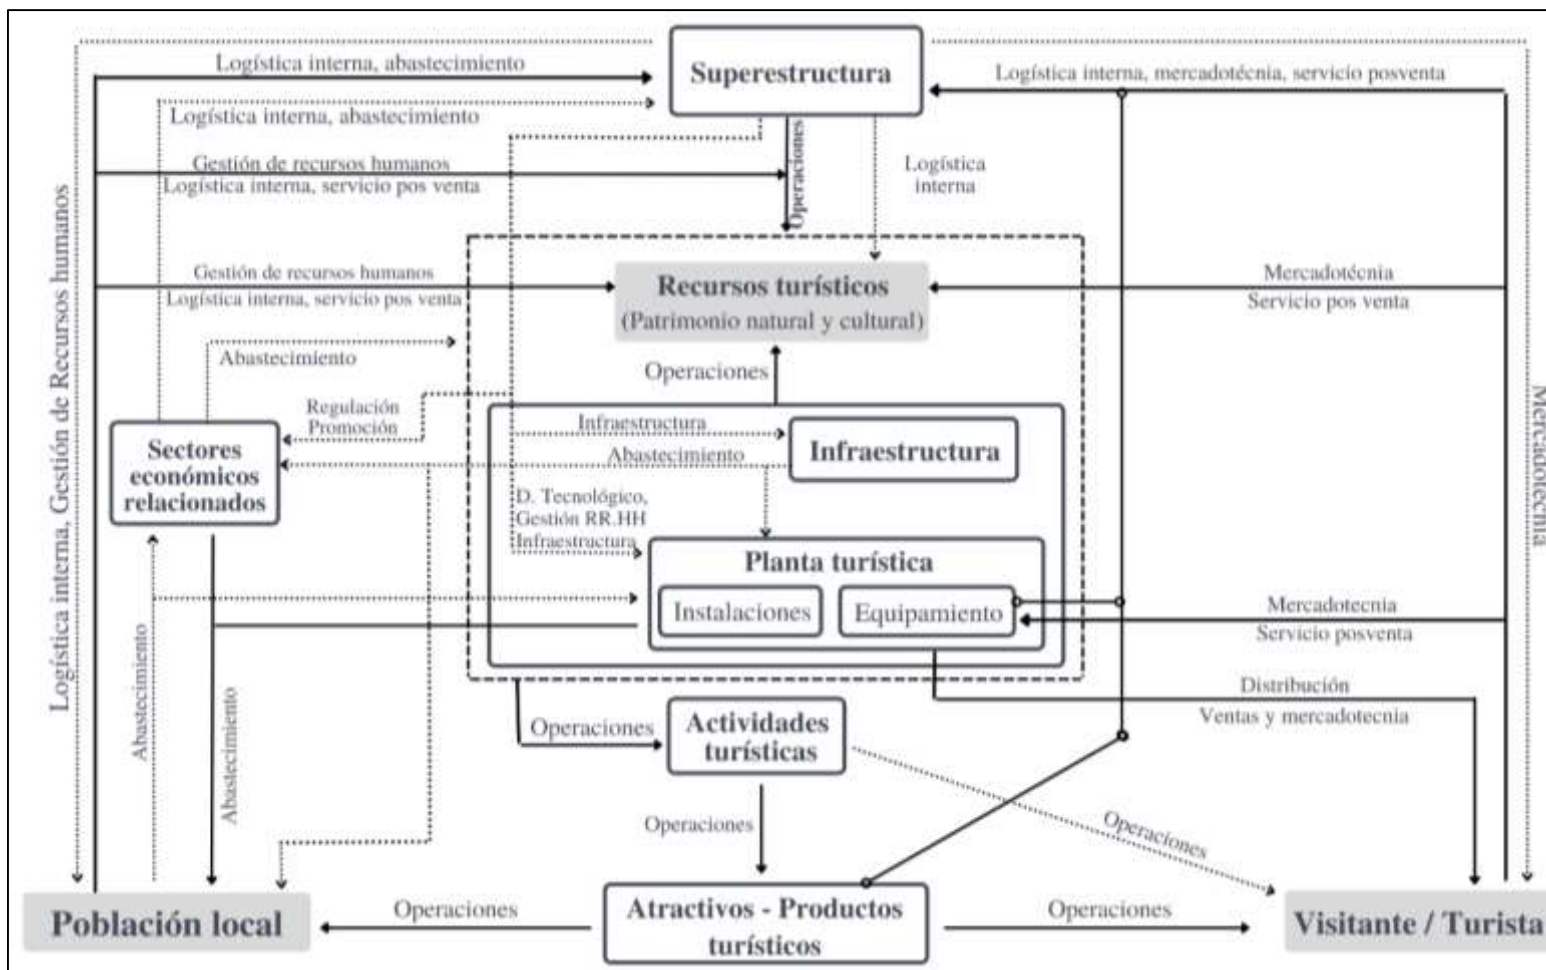 Superestructura
Logística interna, abastecimiento
Logística interna, mercadotécnia, servicio posventa
Logística interna, abastecimiento
Operaciones
Logística
interna
Gestión de recursos humanos
Logística interna, servicio pos venta
Logística interna, Gestión de Recursos humanos
Gestión de recursos humanos
Logística interna, servicio pos venta
Recursos turísticos
(Patrimonio natural y cultural)
Mercadotécnia
Servicio pos venta
Abastecimiento
Operaciones
Mercadotecnia
Regulación
Promoción
Infraestructura
Infraestructura
Abastecimiento
Sectores
económicos
relacionados
D. Tecnológico,
Gestión RR.HH
Infraestructura
Planta turística
Instalaciones
Equipamiento
Mercadotecnia
Servicio posventa
Abastecimiento
Abastecimiento
Distribución
Ventas y mercadotecnia
Operaciones
Actividades
turísticas
Operaciones
Operaciones
Población local
Operaciones
Atractivos - Productos
turísticos
Operaciones
Visitante / Turista